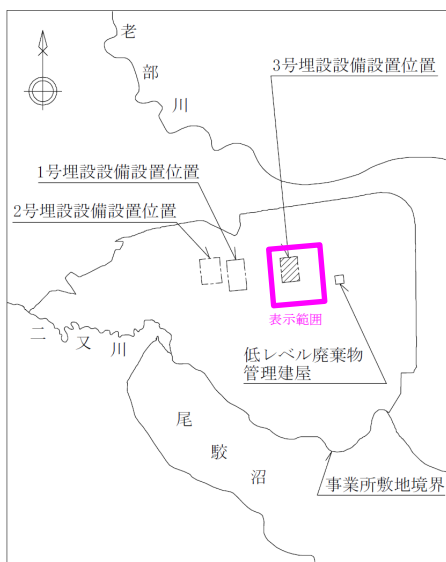 老部川
3号埋設設備設置位置
1号埋設設備設置位置
2号埋設設備設置位置
表示範囲
二又川
低レベル廃棄物
管理建屋
尾駮沼
事業所敷地境界